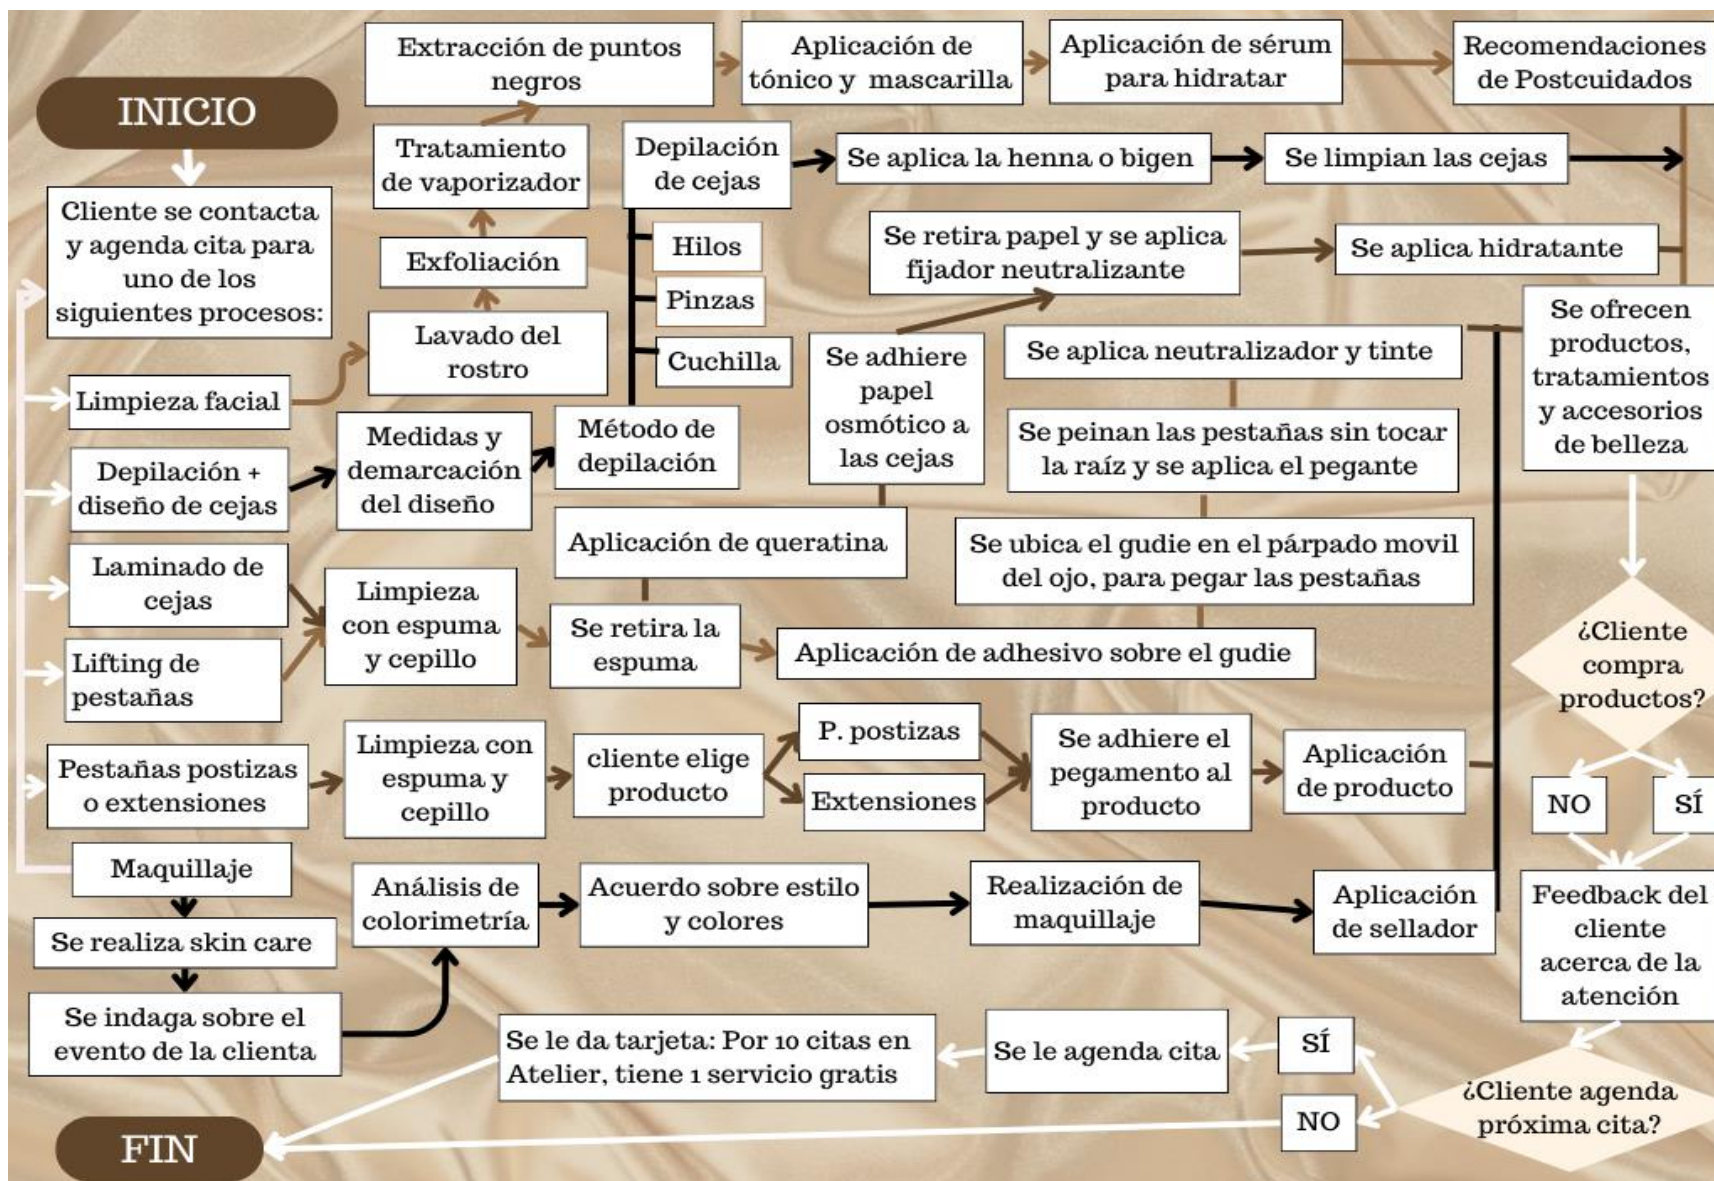 INICIO
Cliente se contacta
y agenda cita para
uno de los
siguientes procesos:
Limpieza facial
Lavado del
rostro
Exfoliación
Tratamiento
de vaporizador
Extracción de puntos
negros
Aplicación de
tónico y mascarilla
Aplicación de sérum
para hidratar
Recomendaciones
de Postcuidados
Depilación +
diseño de cejas
Medidas y
demarcación
del diseño
Método de
depilación
Hilos
Pinzas
Cuchilla
Depilación
de cejas
Se aplica la henna o bigen
Se limpian las cejas
Laminado de
cejas
Lifting de
pestañas
Limpieza
con espuma
y cepillo
Se retira la
espuma
Aplicación de queratina
Se adhiere
papel
osmótico a
las cejas
Se retira papel y se aplica
fijador neutralizante
Se aplica hidratante
Aplicación de adhesivo sobre el gudie
Se ubica el gudie en el párpado movil
del ojo, para pegar las pestañas
Se peinan las pestañas sin tocar
la raíz y se aplica el pegante
Se aplica neutralizador y tinte
Pestañas postizas
o extensiones
Limpieza con
espuma y
cepillo
cliente elige
producto
P. postizas
Extensiones
Se adhiere el
pegamento al
producto
Aplicación
de producto
Maquillaje
Se realiza skin care
Se indaga sobre el
evento de la clienta
Análisis de
colorimetría
Acuerdo sobre estilo
y colores
Realización de
maquillaje
Aplicación
de sellador
Se ofrecen
productos,
tratamientos
y accesorios
de belleza
¿Cliente
compra
productos?
NO
SÍ
Feedback del
cliente
acerca de la
atención
¿Cliente agenda
próxima cita?
SÍ
NO
Se le agenda cita
Se le da tarjeta: Por 10 citas en
Atelier, tiene 1 servicio gratis
FIN